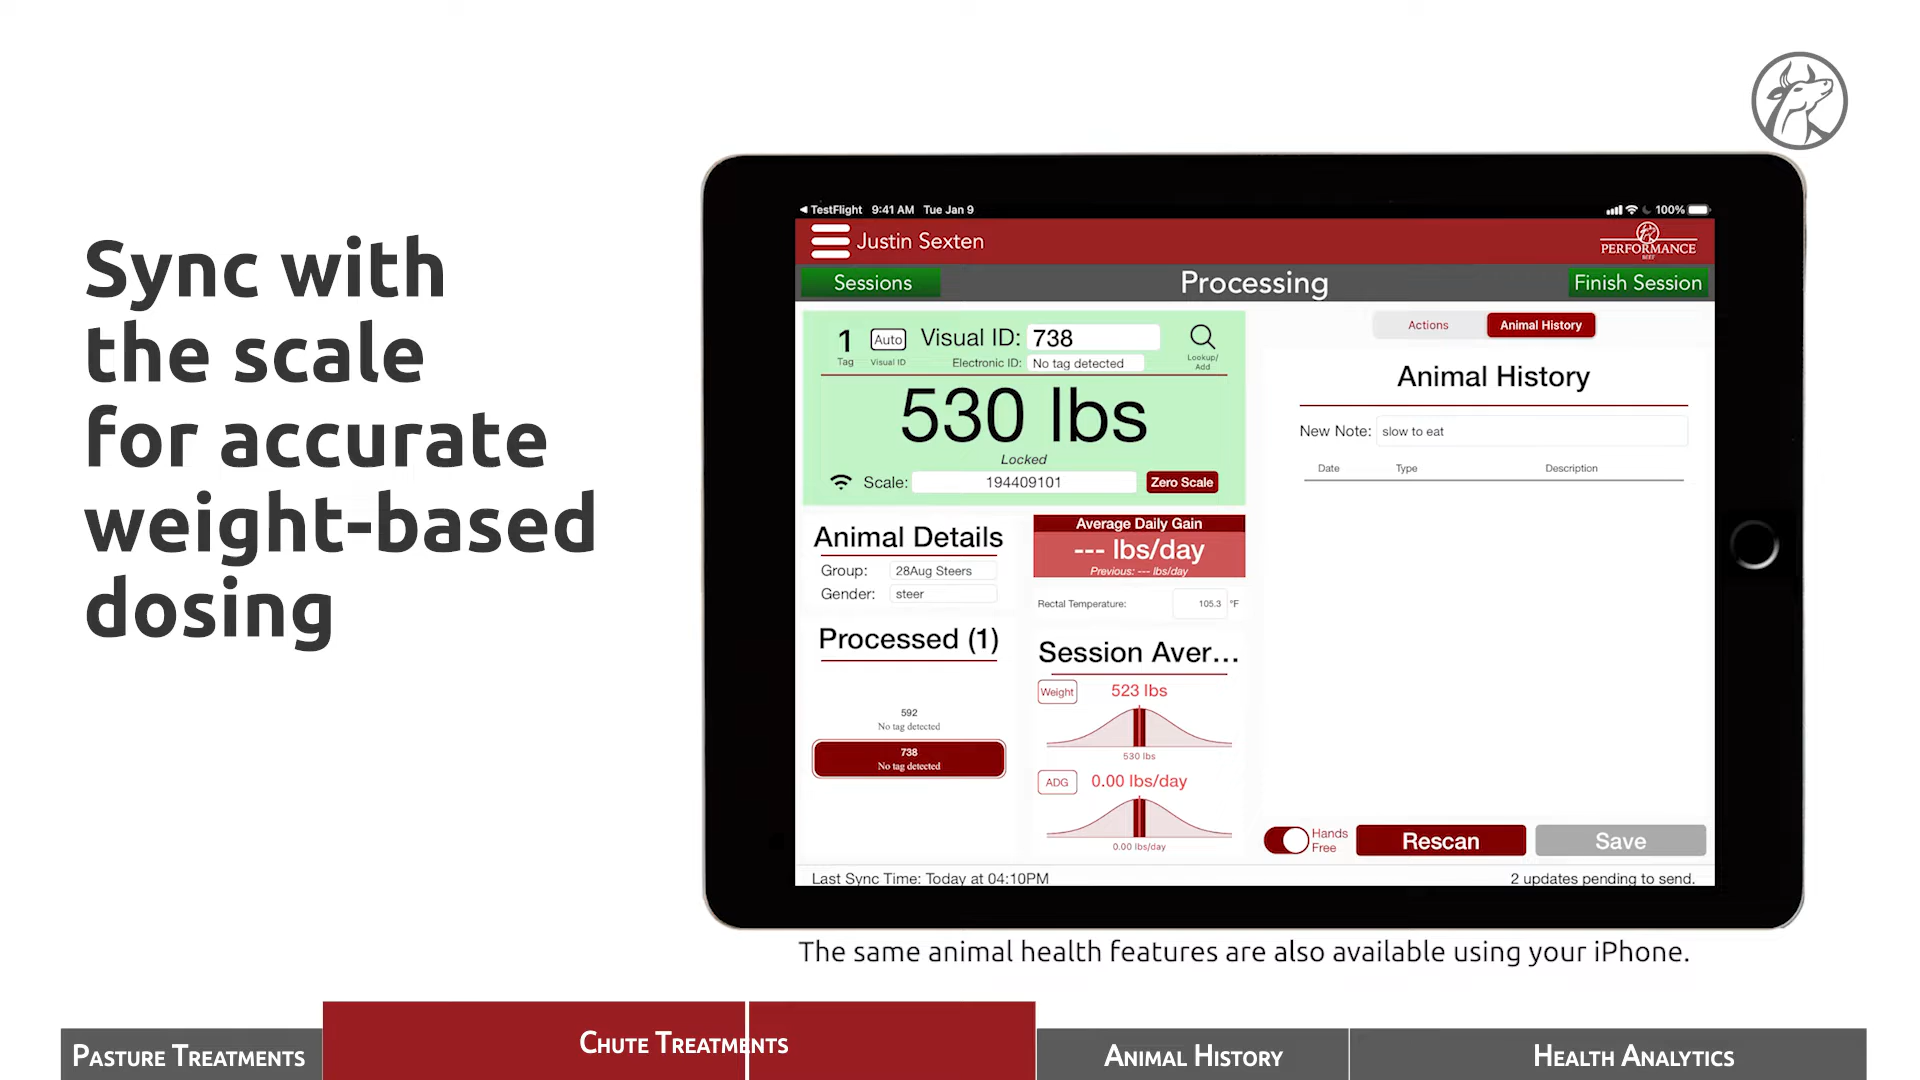 Sync with
the scale
for accurate
weight-based
dosing
TestFlight 9:41 AM Tue Jan 9
100%
Justin Sexten
PERFORMANCE
BEEF
Sessions
Processing
Finish Session
1
Tag
Auto
Visual ID
Visual ID: 738
Electronic ID: No tag detected
Lookup/
Add
530 lbs
Locked
Scale: 194409101
Zero Scale
Animal Details
Group: 28Aug Steers
Gender: steer
Processed (1)
592
No tag detected
738
No tag detected
Average Daily Gain
--- lbs/day
Previous: --- lbs/day
Rectal Temperature: 105.3 °F
Session Aver...
Weight 523 lbs
530 lbs
ADG 0.00 lbs/day
0.00 lbs/day
Actions
Animal History
Animal History
New Note: slow to eat
Date Type Description
Hands
Free
Rescan
Save
Last Sync Time: Today at 04:10PM
2 updates pending to send.
The same animal health features are also available using your iPhone.
PASTURE TREATMENTS
CHUTE TREATMENTS
ANIMAL HISTORY
HEALTH ANALYTICS